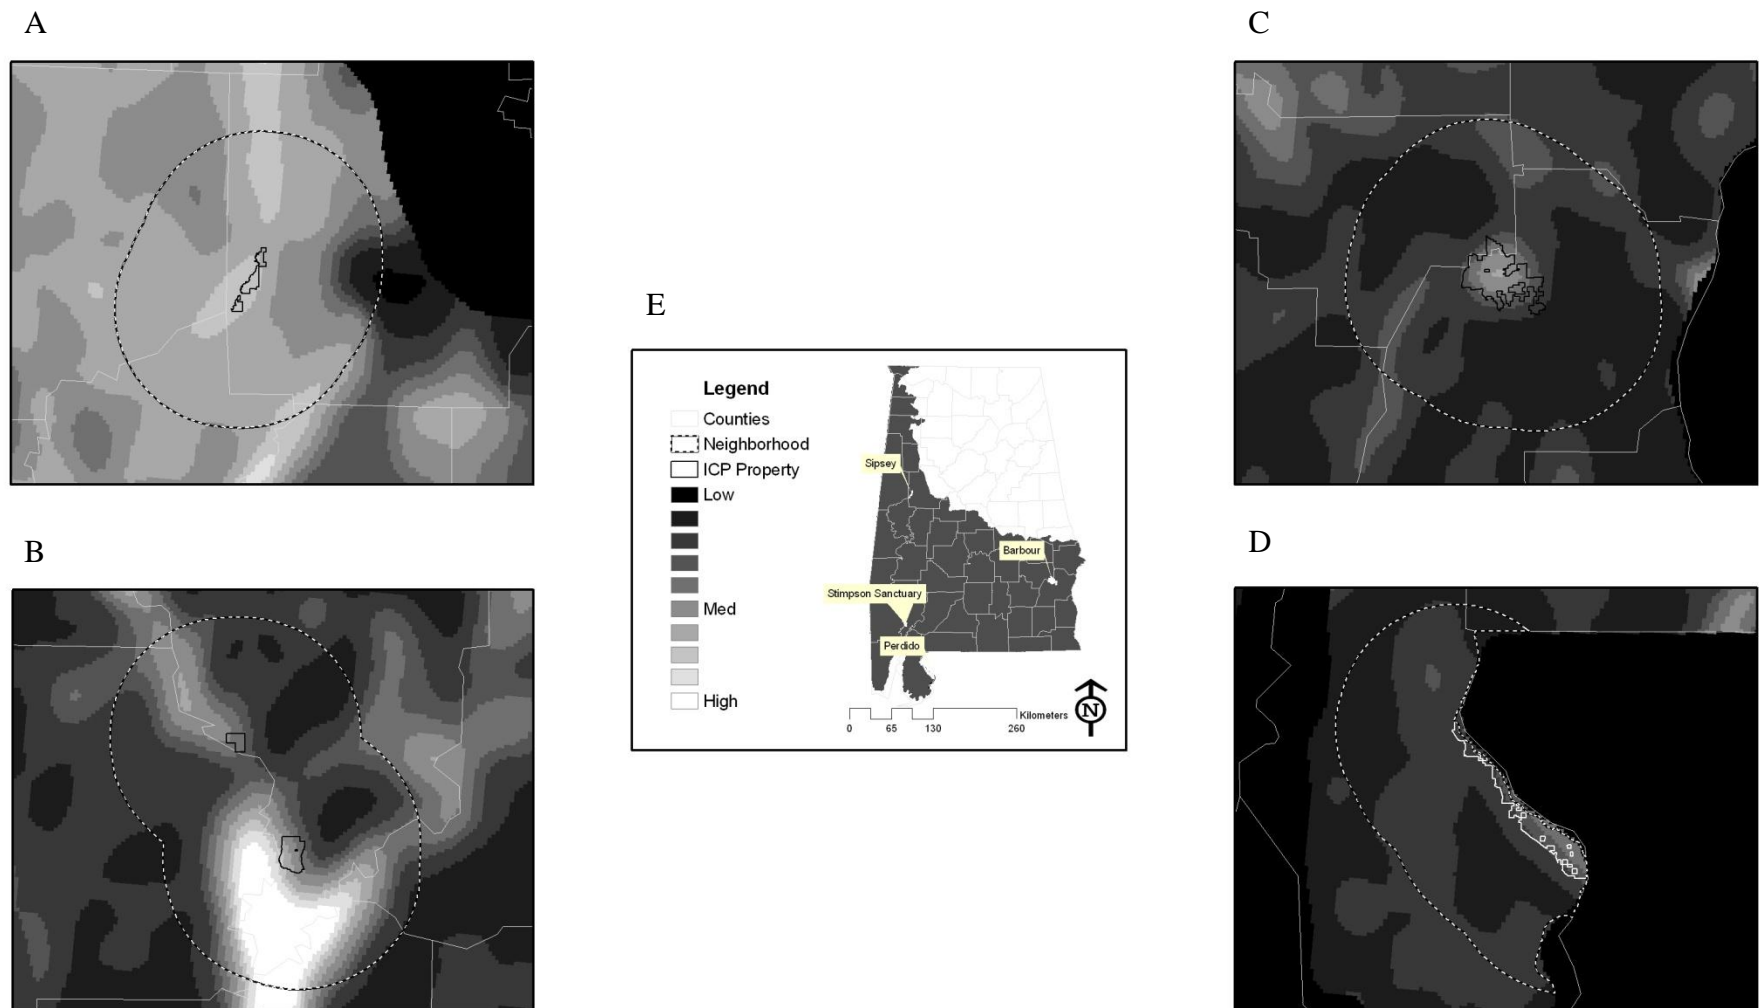 A
C
E
Legend
Counties
Neighborhood
ICP Property
Low
Med
High
Sipsey
Barbour
Stimpson Sanctuary
Perdido
Kilometers
0 65 130 260
N
B
D